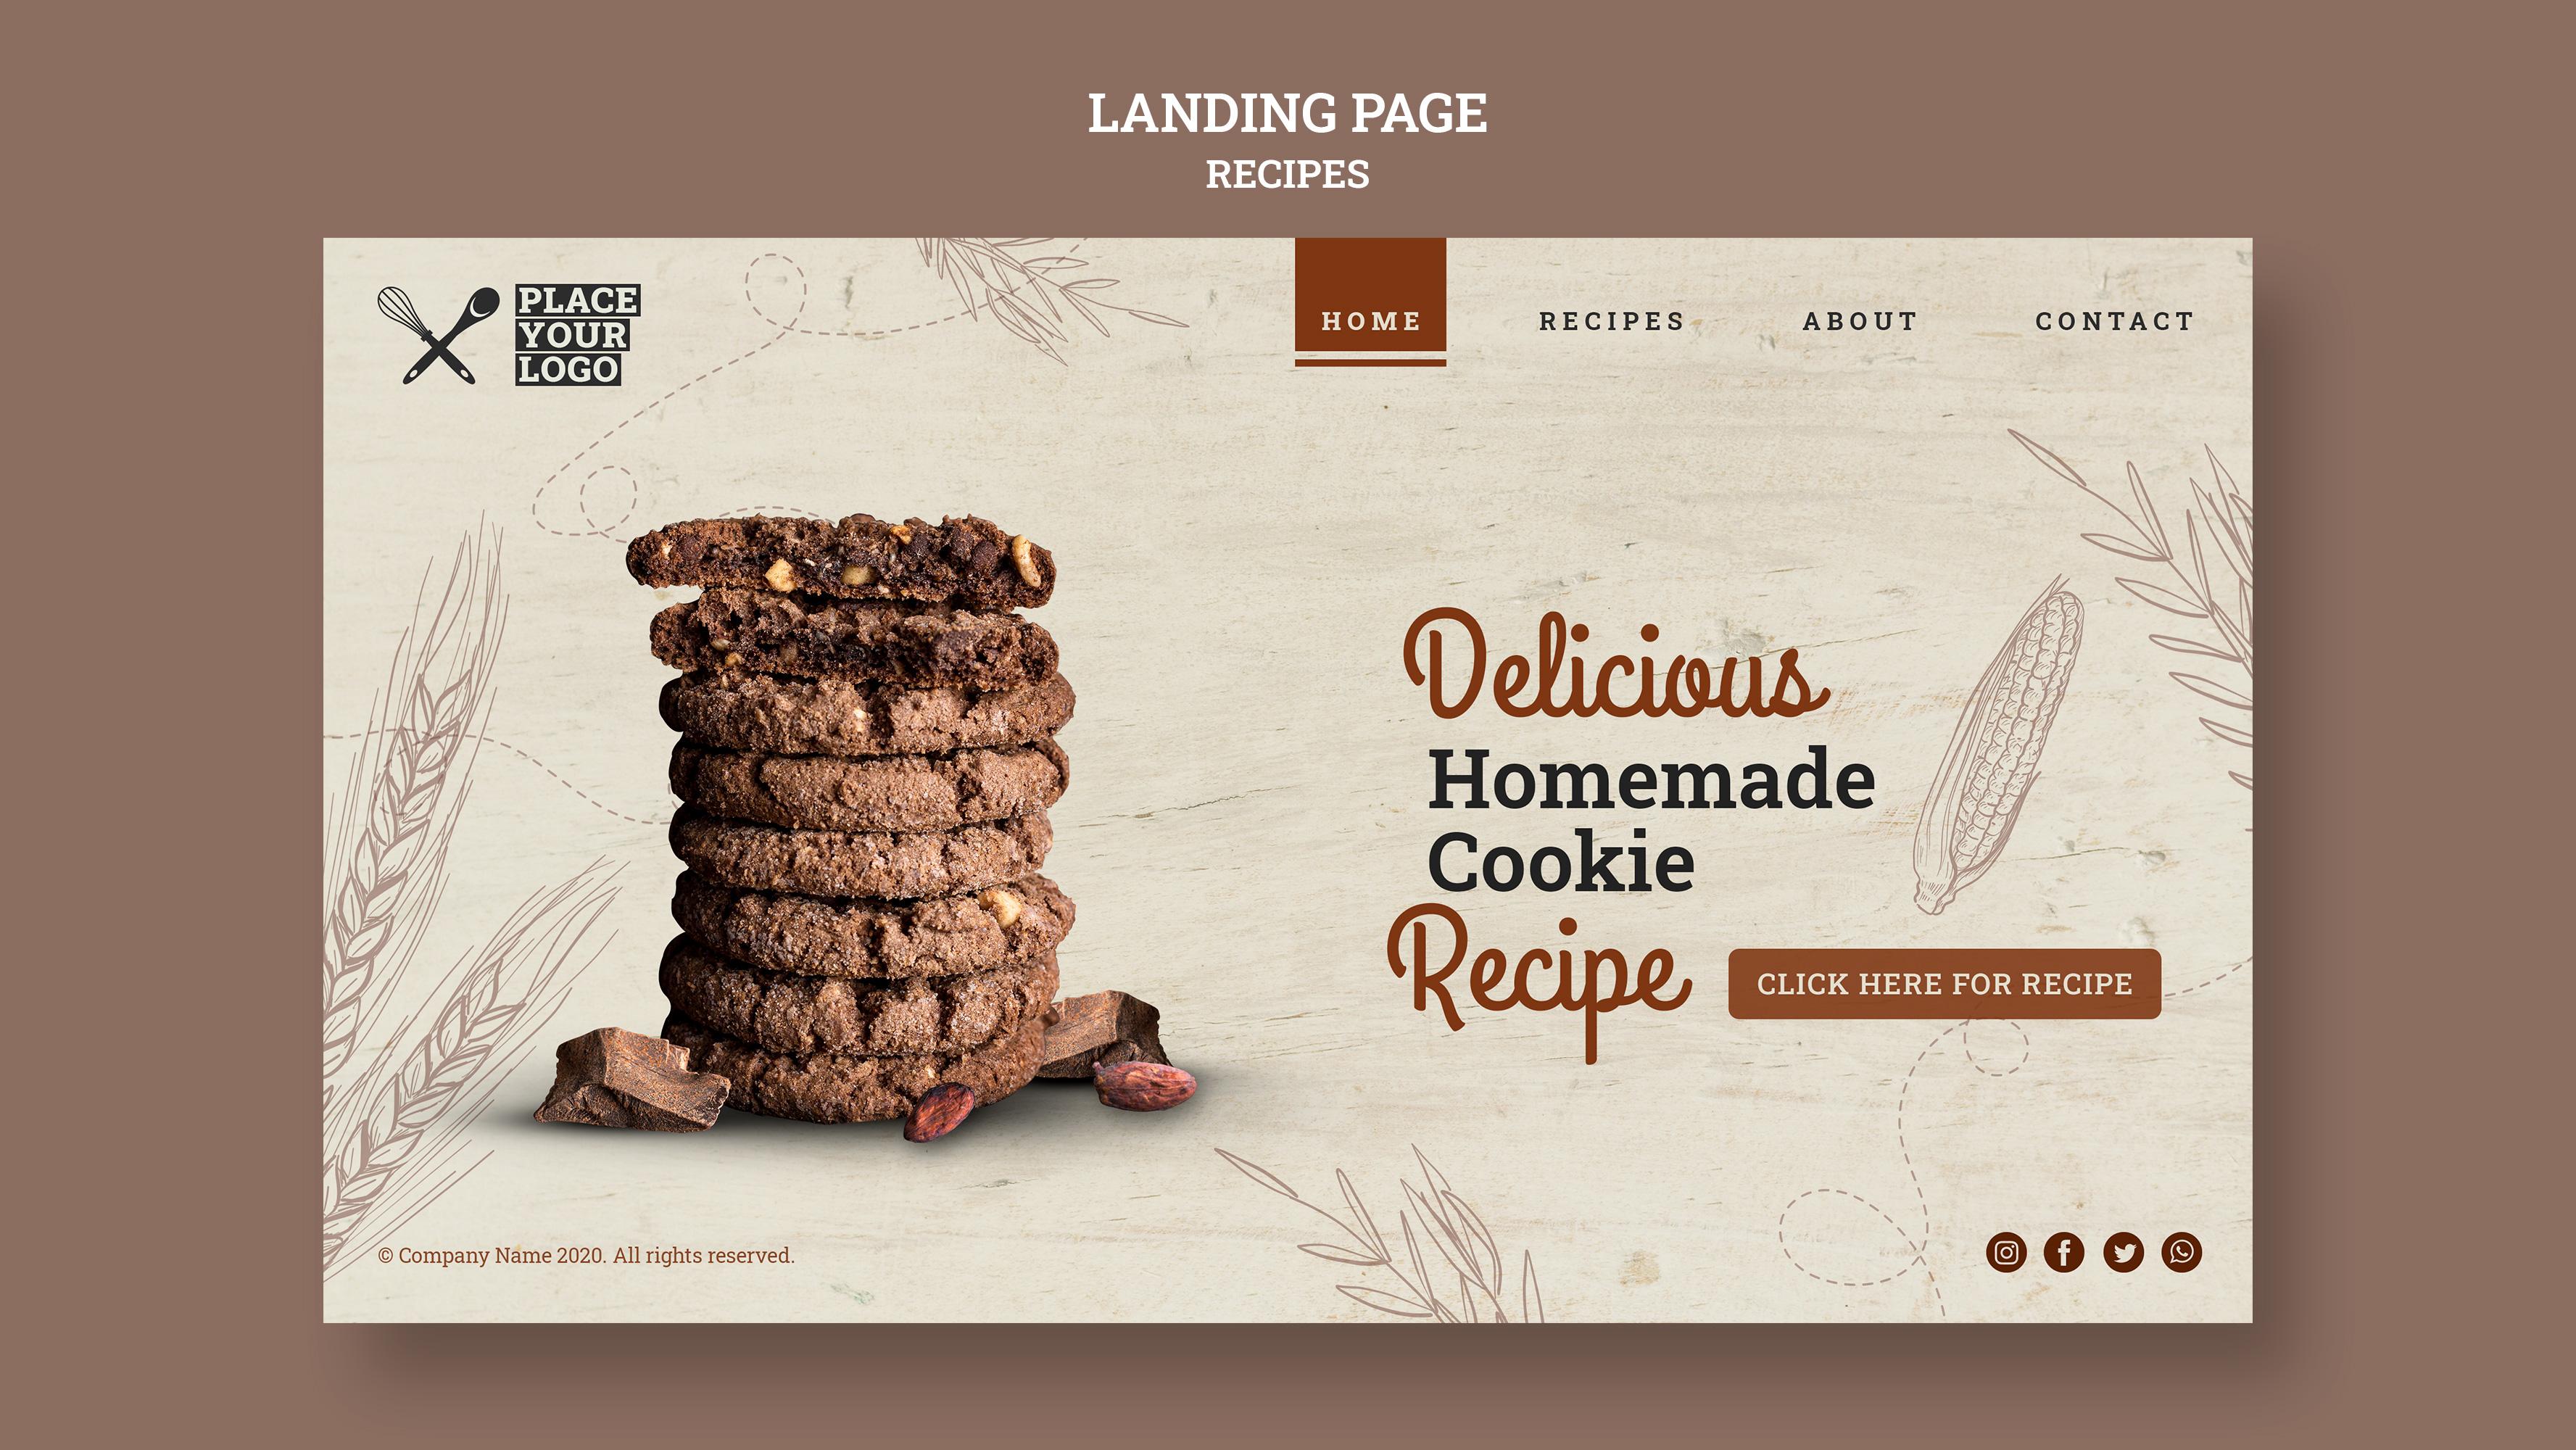 LANDING PAGE
RECIPES
PLACE
YOUR
LOGO
HOME RECIPES ABOUT CONTACT
Delicious
Homemade
Cookie
Recipe
CLICK HERE FOR RECIPE
© Company Name 2020. All rights reserved.